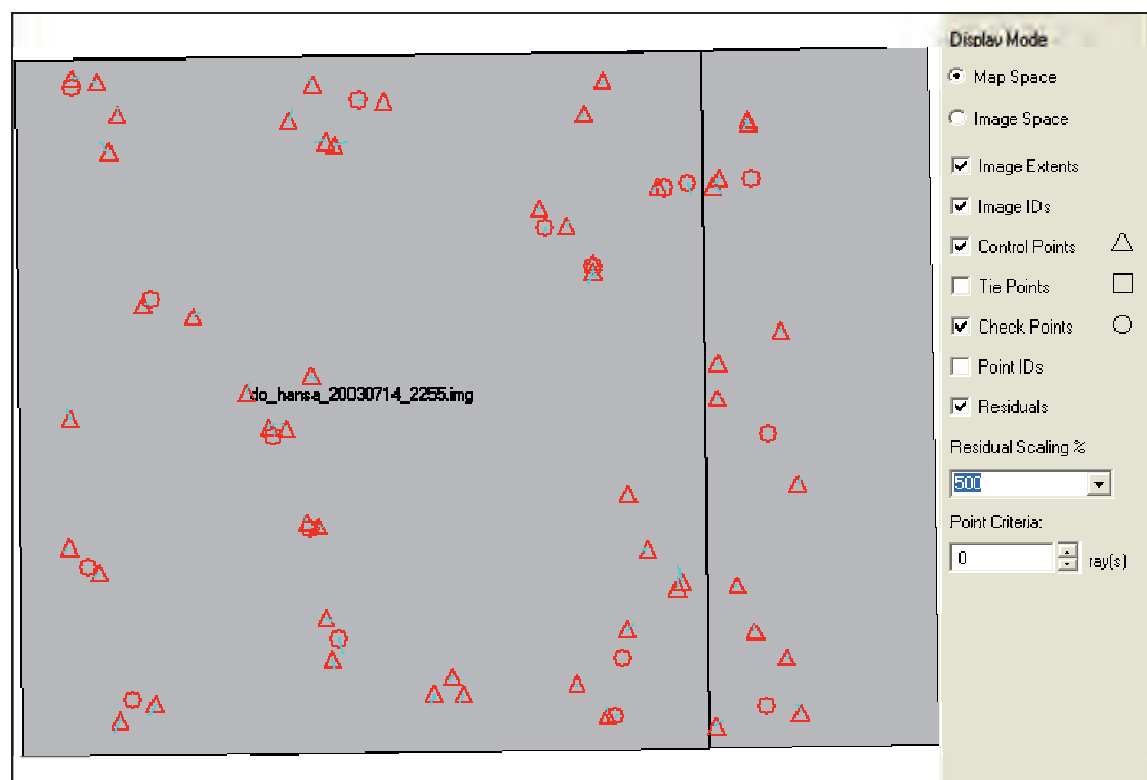 Display Mode
Map Space
Image Space
Image Extents
Image IDs
Control Points
Tie Points
Check Points
Point IDs
Residuals
Residual Scaling %
500
Point Criteria:
0 ray(s)
do_hansa_20030714_2255.img